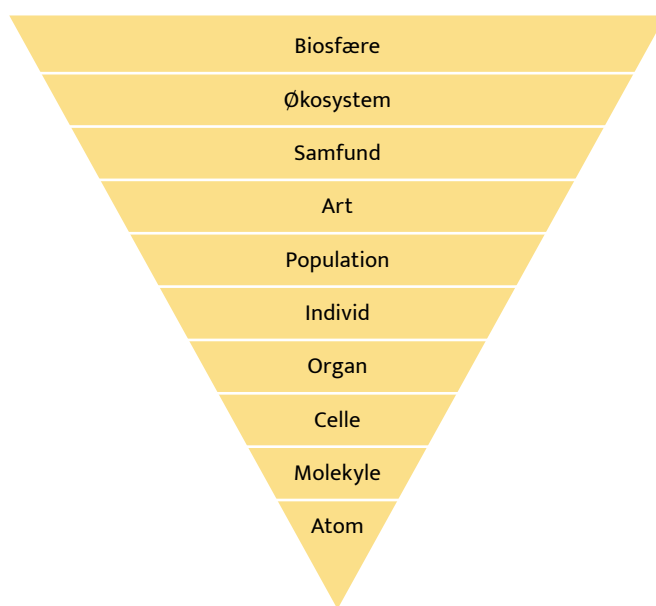 Biosfære
Økosystem
Samfund
Art
Population
Individ
Organ
Celle
Molekyle
Atom